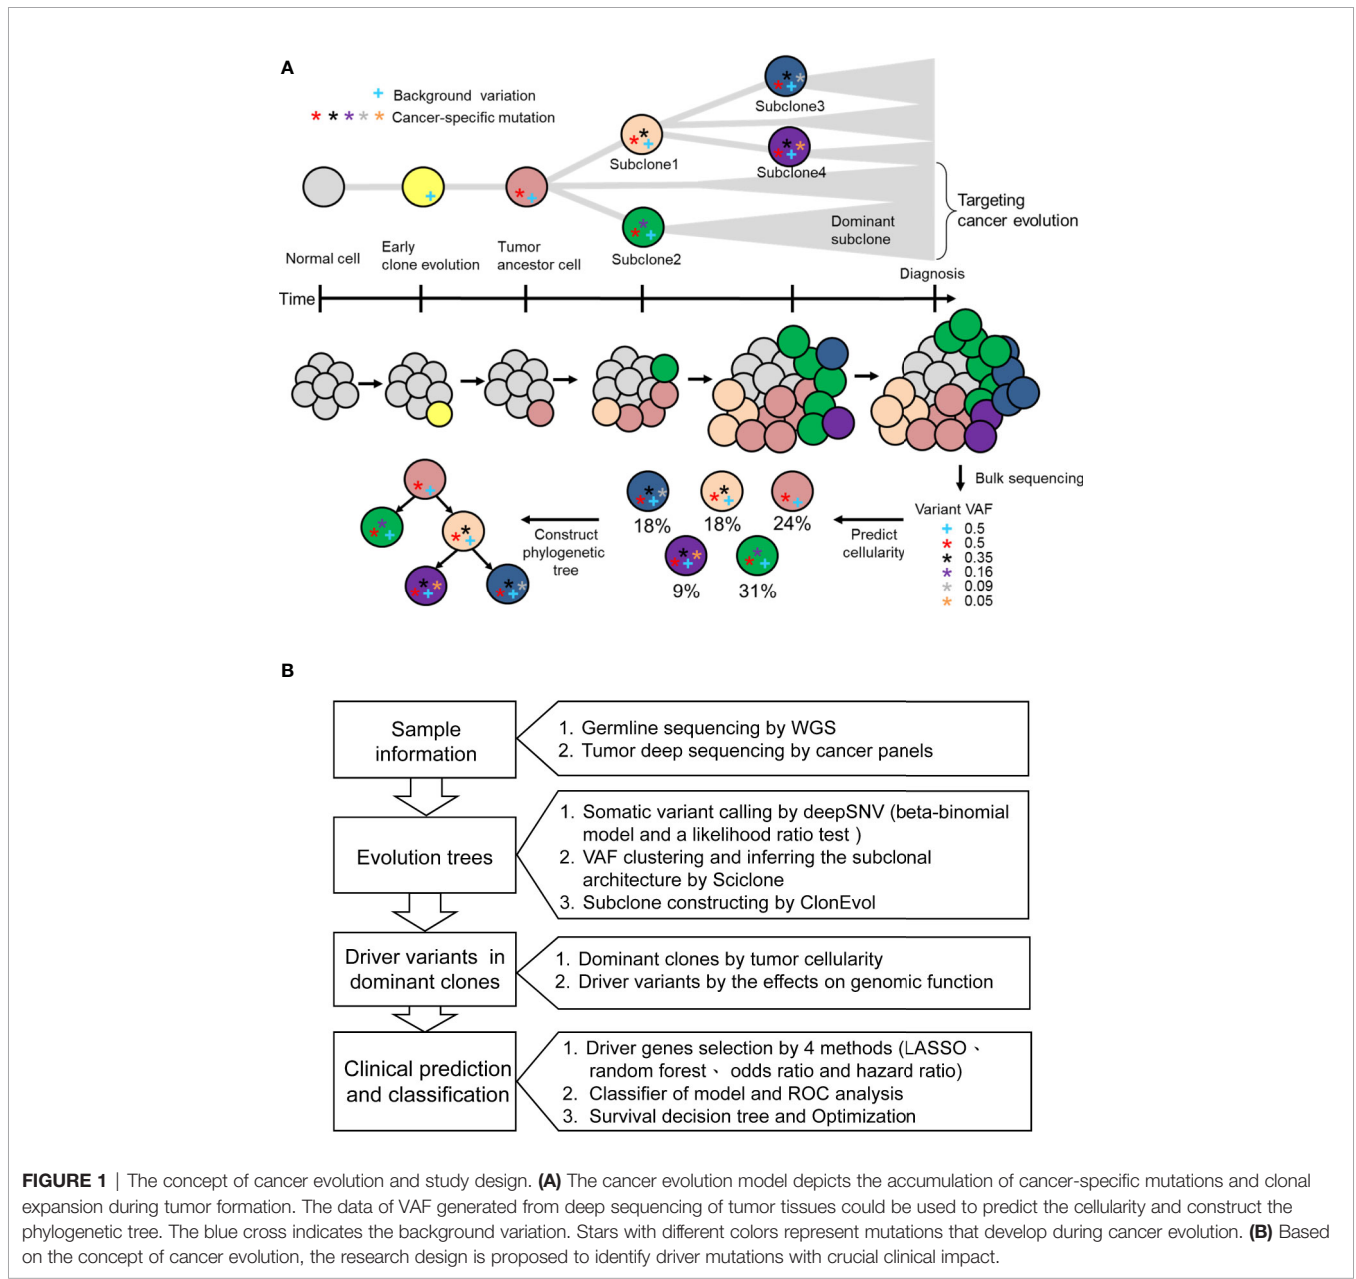 A
Background variation
Cancer-specific mutation
Subclone3
Subclone1
Subclone4
Subclone2
Dominant
subclone
Targeting
cancer evolution
Normal cell
Early
clone evolution
Tumor
ancestor cell
Diagnosis
Time
Bulk sequencing
Variant VAF
0.5
0.5
0.35
0.16
0.09
0.05
Predict
cellularity
18%
18%
24%
9%
31%
Construct
phylogenetic
tree
B
Sample
information
1. Germline sequencing by WGS
2. Tumor deep sequencing by cancer panels
Evolution trees
1. Somatic variant calling by deepSNV (beta-binomial
model and a likelihood ratio test )
2. VAF clustering and inferring the subclonal
architecture by Sciclone
3. Subclone constructing by ClonEvol
Driver variants in
dominant clones
1. Dominant clones by tumor cellularity
2. Driver variants by the effects on genomic function
Clinical prediction
and classification
1. Driver genes selection by 4 methods (LASSO、
random forest、 odds ratio and hazard ratio)
2. Classifier of model and ROC analysis
3. Survival decision tree and Optimization
FIGURE 1 | The concept of cancer evolution and study design. (A) The cancer evolution model depicts the accumulation of cancer-specific mutations and clonal
expansion during tumor formation. The data of VAF generated from deep sequencing of tumor tissues could be used to predict the cellularity and construct the
phylogenetic tree. The blue cross indicates the background variation. Stars with different colors represent mutations that develop during cancer evolution. (B) Based
on the concept of cancer evolution, the research design is proposed to identify driver mutations with crucial clinical impact.